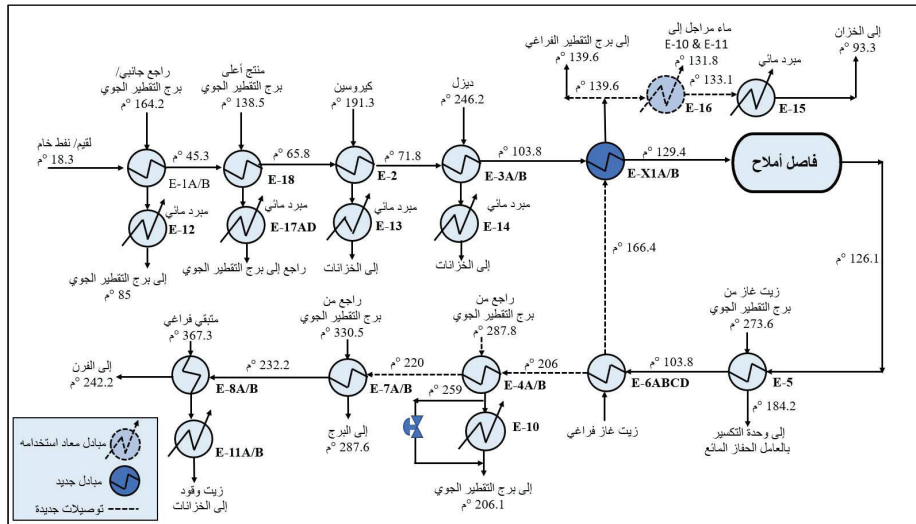 ماء مراجل إلى
E-10 & E-11
131.8 °م
إلى الخزان
93.3 °م
إلى برج التقطير الفراغي
139.6 °م
139.6 °م
133.1 °م
مبرد مائي
E-16
E-15
راجع جانبي/
برج التقطير الجوي
164.2 °م
منتج أعلى
برج التقطير الجوي
138.5 °م
كيروسين
191.3 °م
ديزل
246.2 °م
لقيم/ نفط خام
18.3 °م
45.3 °م
65.8 °م
71.8 °م
103.8 °م
129.4 °م
فاصل أملاح
E-1A/B
E-18
E-2
E-3A/B
E-X1A/B
مبرد مائي
مبرد مائي
مبرد مائي
مبرد مائي
E-12
E-17AD
E-13
E-14
إلى برج التقطير الجوي
85 °م
راجع إلى برج التقطير الجوي
إلى الخزانات
إلى الخزانات
166.4 °م
126.1 °م
متبقي فراغي
367.3 °م
راجع من
برج التقطير الجوي
330.5 °م
راجع من
برج التقطير الجوي
287.8 °م
زيت غاز من
برج التقطير الجوي
273.6 °م
إلى الفرن
242.2 °م
232.2 °م
220 °م
206 °م
103.8 °م
E-8A/B
E-7A/B
E-4A/B
E-6ABCD
E-5
259 °م
184.2 °م
E-11A/B
إلى البرج
287.6 °م
E-10
زيت غاز فراغي
إلى وحدة التكسير
بالعامل الحفاز المائع
زيت وقود
إلى الخزانات
إلى برج التقطير الجوي
206.1 °م
مبادل معاد استخدامه
مبادل جديد
توصيلات جديدة